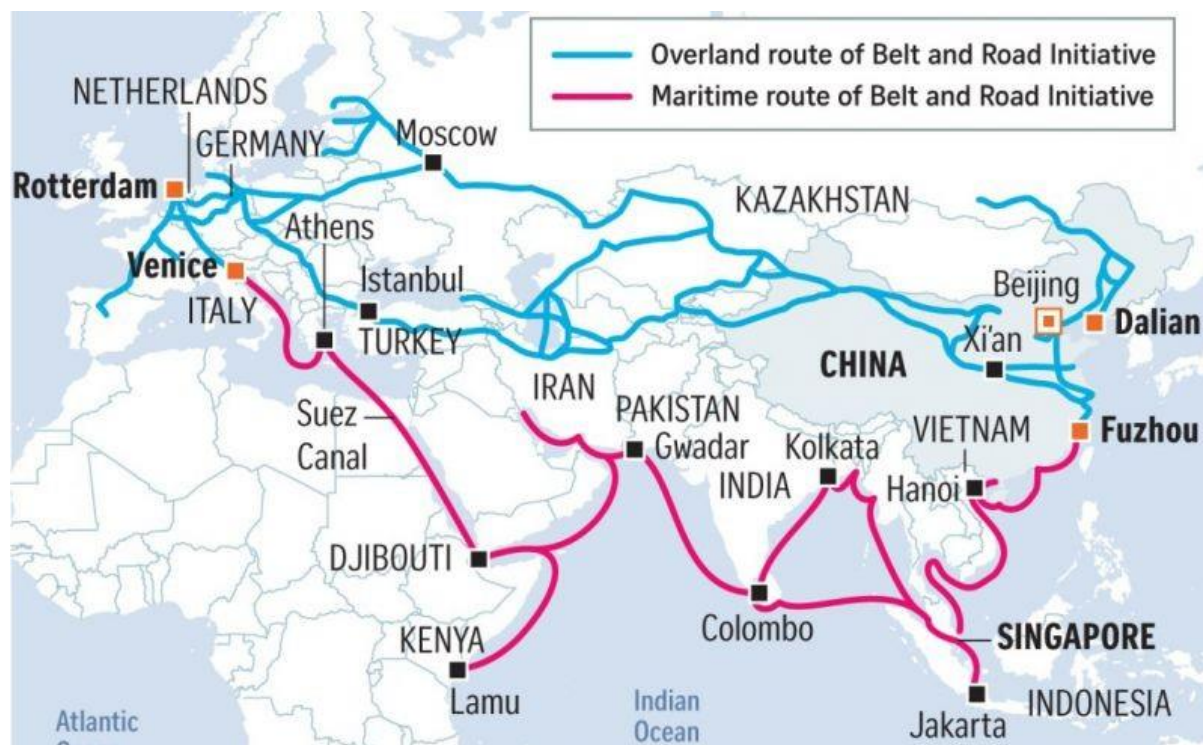 Overland route of Belt and Road Initiative
Maritime route of Belt and Road Initiative
NETHERLANDS
GERMANY
Moscow
Rotterdam
KAZAKHSTAN
Athens
Venice
Istanbul
Beijing
ITALY
TURKEY
Dalian
Xi'an
CHINA
IRAN
Suez
Canal
PAKISTAN
Gwadar
Kolkata
VIETNAM
Fuzhou
INDIA
Hanoi
DJIBOUTI
Colombo
KENYA
SINGAPORE
Lamu
Indian
Ocean
INDONESIA
Jakarta
Atlantic